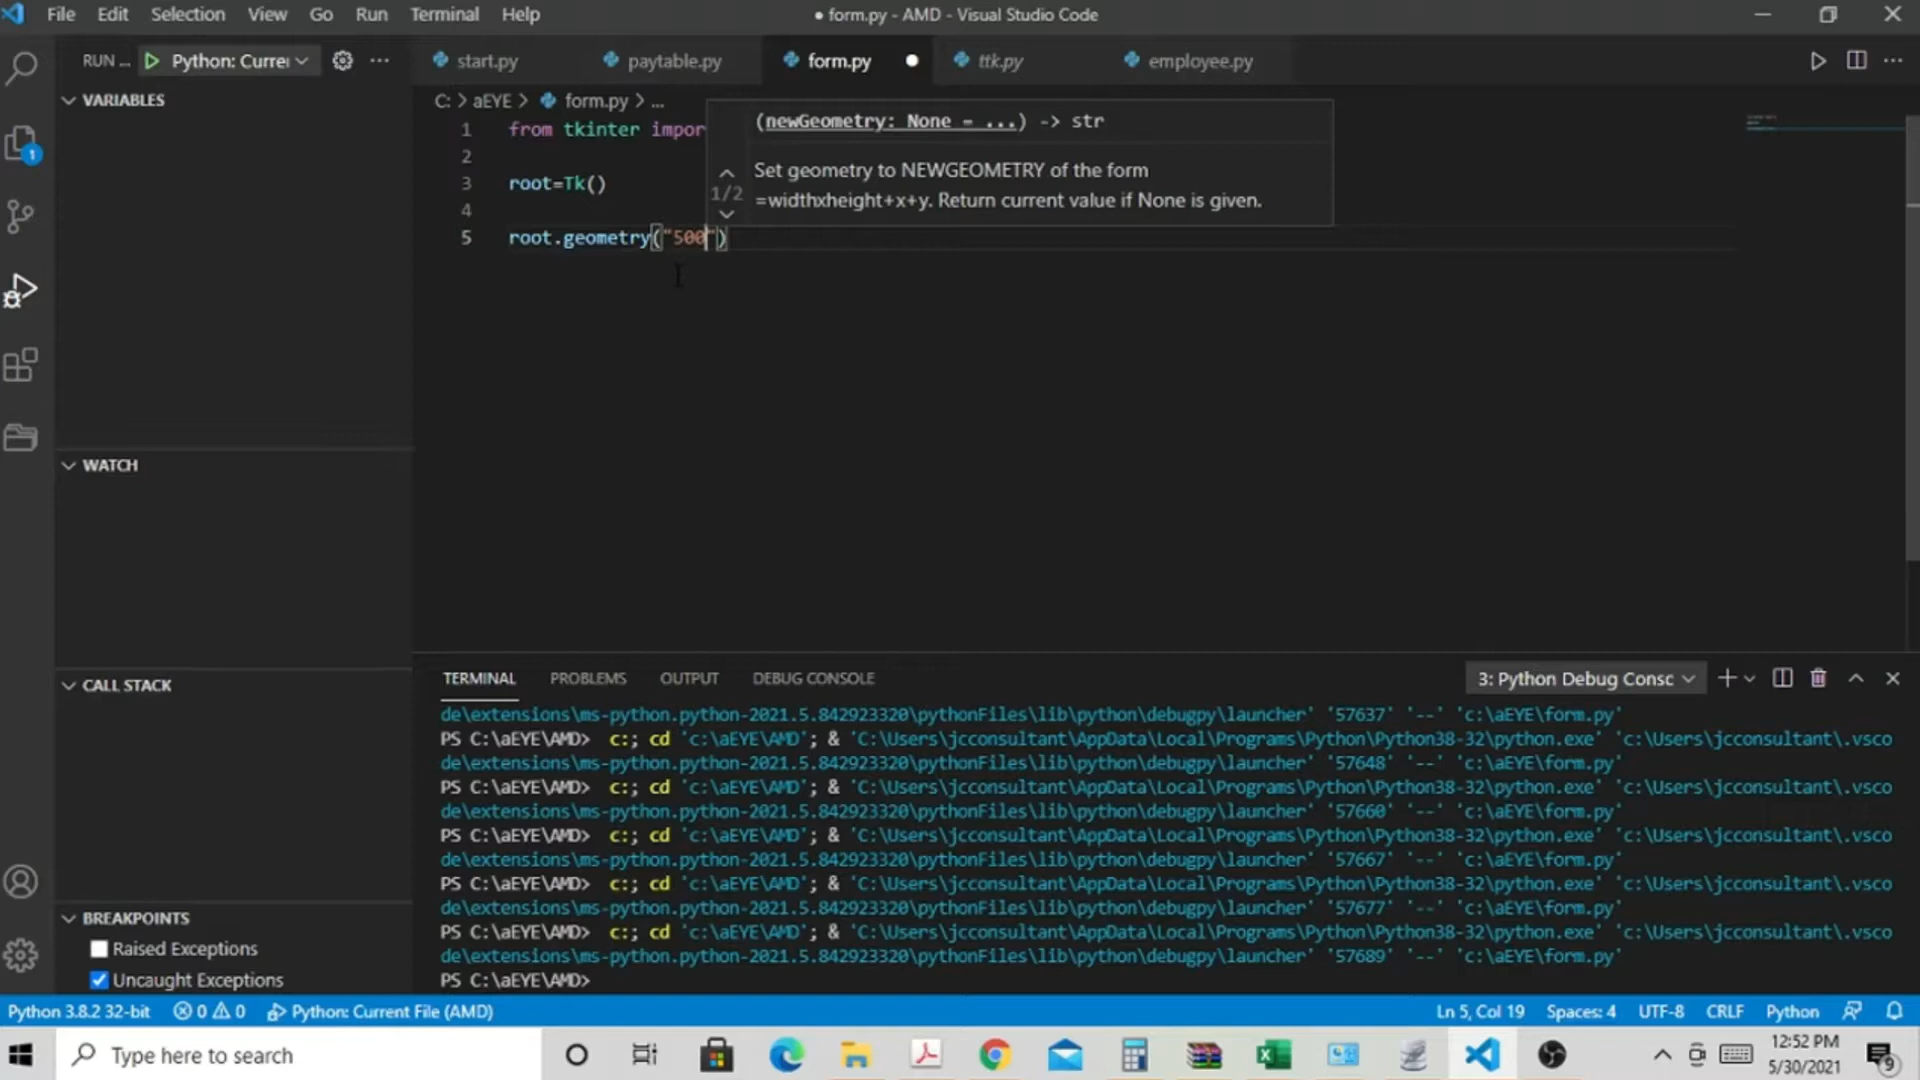 File Edit Selection View Go Run Terminal Help
● form.py - AMD - Visual Studio Code
RUN ... Python: Currei
start.py
paytable.py
form.py
ttk.py
employee.py
VARIABLES
C: > aEYE > form.py > ...
1 from tkinter impor
2
3 root=Tk()
4
5 root.geometry("500")
(newGeometry: None = ...) -> str
1/2
Set geometry to NEWGEOMETRY of the form
=widthxheight+x+y. Return current value if None is given.
WATCH
CALL STACK
BREAKPOINTS
Raised Exceptions
Uncaught Exceptions
1
TERMINAL PROBLEMS OUTPUT DEBUG CONSOLE
3: Python Debug Consc
de\extensions\ms-python.python-2021.5.842923320\pythonFiles\lib\python\debugpy\launcher' '57637' '--' 'c:\aEYE\form.py'
PS C:\aEYE\AMD> c:; cd 'c:\aEYE\AMD'; & 'C:\Users\jcconsultant\AppData\Local\Programs\Python\Python38-32\python.exe' 'c:\Users\jcconsultant\.vsco
de\extensions\ms-python.python-2021.5.842923320\pythonFiles\lib\python\debugpy\launcher' '57648' '--' 'c:\aEYE\form.py'
PS C:\aEYE\AMD> c:; cd 'c:\aEYE\AMD'; & 'C:\Users\jcconsultant\AppData\Local\Programs\Python\Python38-32\python.exe' 'c:\Users\jcconsultant\.vsco
de\extensions\ms-python.python-2021.5.842923320\pythonFiles\lib\python\debugpy\launcher' '57660' '--' 'c:\aEYE\form.py'
PS C:\aEYE\AMD> c:; cd 'c:\aEYE\AMD'; & 'C:\Users\jcconsultant\AppData\Local\Programs\Python\Python38-32\python.exe' 'c:\Users\jcconsultant\.vsco
de\extensions\ms-python.python-2021.5.842923320\pythonFiles\lib\python\debugpy\launcher' '57667' '--' 'c:\aEYE\form.py'
PS C:\aEYE\AMD> c:; cd 'c:\aEYE\AMD'; & 'C:\Users\jcconsultant\AppData\Local\Programs\Python\Python38-32\python.exe' 'c:\Users\jcconsultant\.vsco
de\extensions\ms-python.python-2021.5.842923320\pythonFiles\lib\python\debugpy\launcher' '57677' '--' 'c:\aEYE\form.py'
PS C:\aEYE\AMD> c:; cd 'c:\aEYE\AMD'; & 'C:\Users\jcconsultant\AppData\Local\Programs\Python\Python38-32\python.exe' 'c:\Users\jcconsultant\.vsco
de\extensions\ms-python.python-2021.5.842923320\pythonFiles\lib\python\debugpy\launcher' '57689' '--' 'c:\aEYE\form.py'
PS C:\aEYE\AMD>
Python 3.8.2 32-bit 0 0 Python: Current File (AMD)
Ln 5, Col 19 Spaces: 4 UTF-8 CRLF Python
Type here to search
12:52 PM
5/30/2021
9